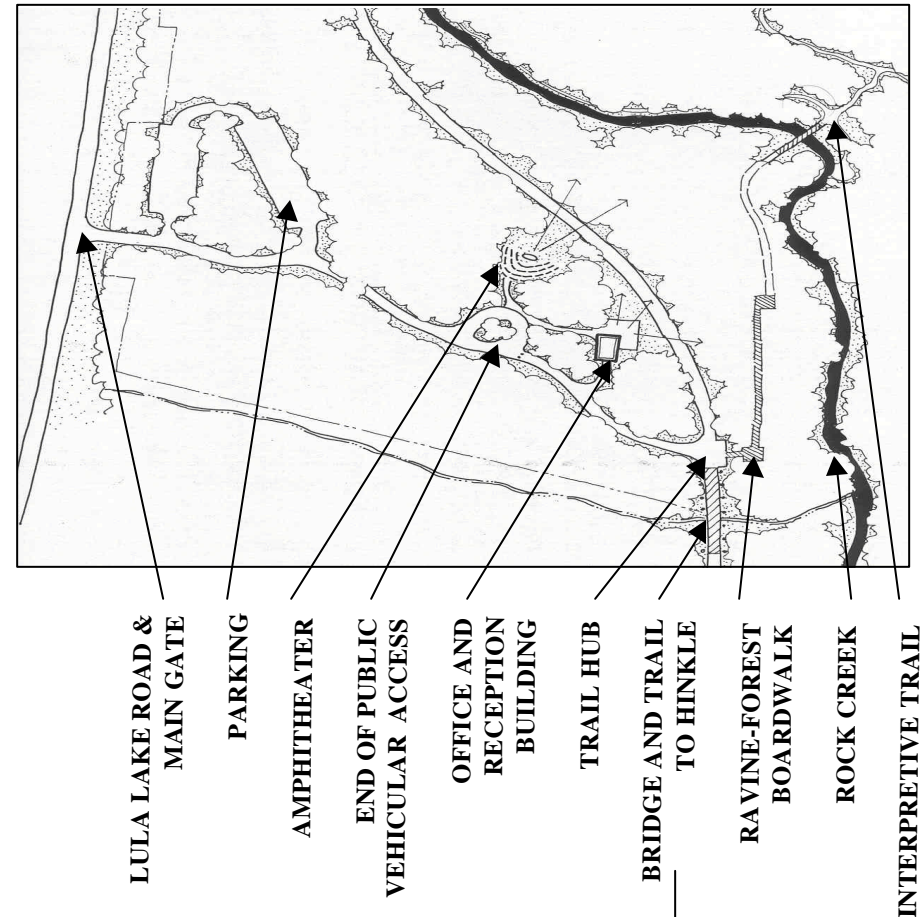 LULA LAKE ROAD &
MAIN GATE
PARKING
AMPHITHEATER
END OF PUBLIC
VEHICULAR ACCESS
OFFICE AND
RECEPTION
BUILDING
TRAIL HUB
BRIDGE AND TRAIL
TO HINKLE
RAVINE-FOREST
BOARDWALK
ROCK CREEK
INTERPRETIVE TRAIL